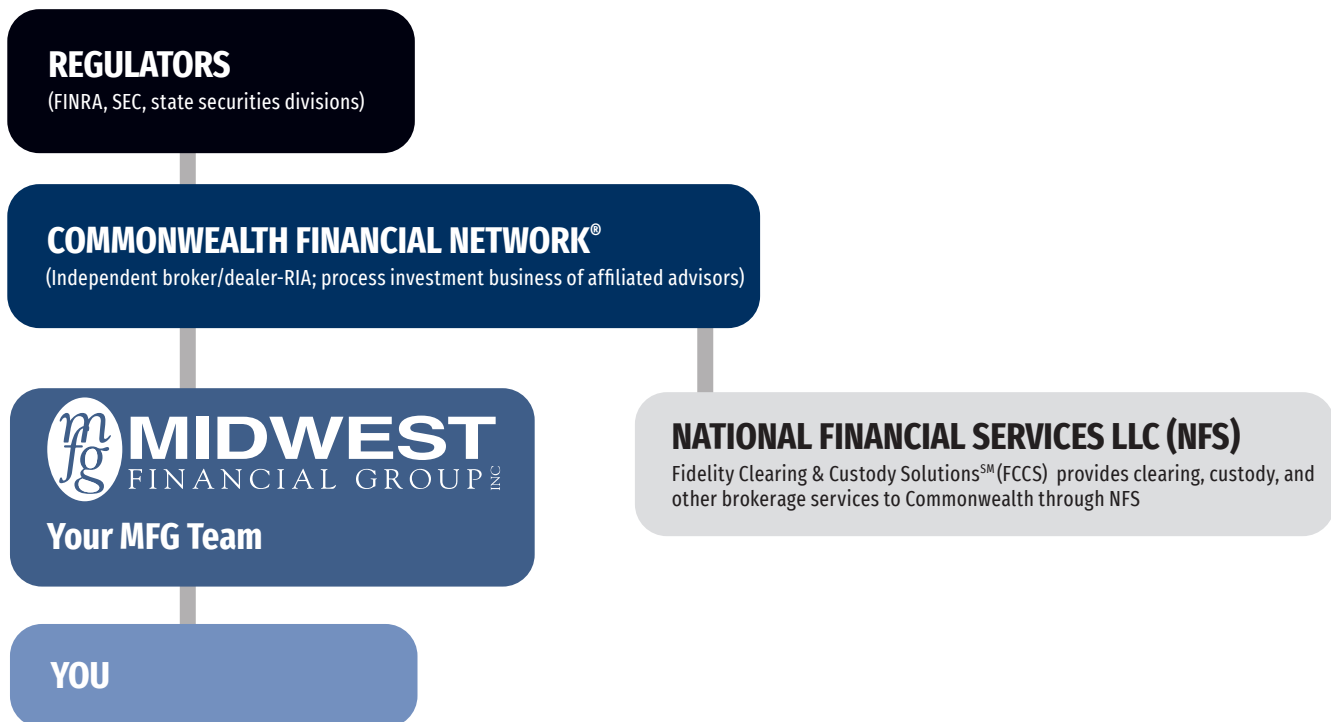 REGULATORS
(FINRA, SEC, state securities divisions)
COMMONWEALTH FINANCIAL NETWORK®
(Independent broker/dealer-RIA; process investment business of affiliated advisors)
mfg MIDWEST
FINANCIAL GROUP INC
Your MFG Team
NATIONAL FINANCIAL SERVICES LLC (NFS)
Fidelity Clearing & Custody Solutions℠ (FCCS) provides clearing, custody, and
other brokerage services to Commonwealth through NFS
YOU